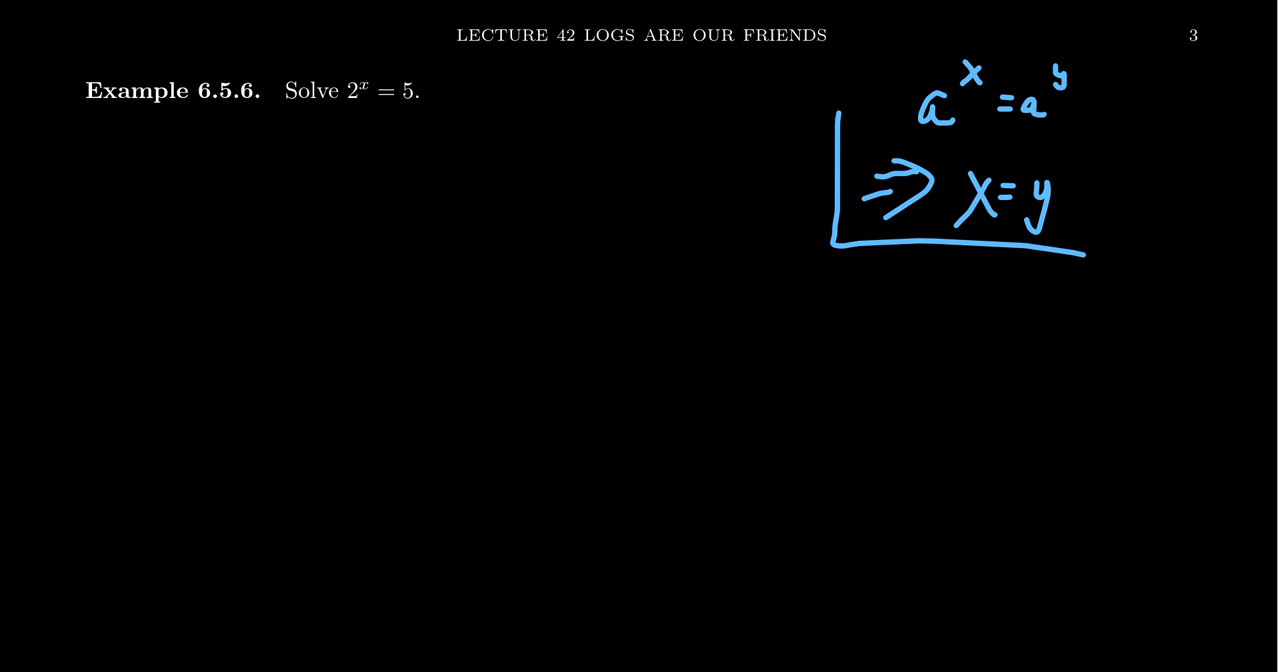 LECTURE 42 LOGS ARE OUR FRIENDS 3
Example 6.5.6. Solve 2^x = 5.
a^x = a^y
⇒ x = y